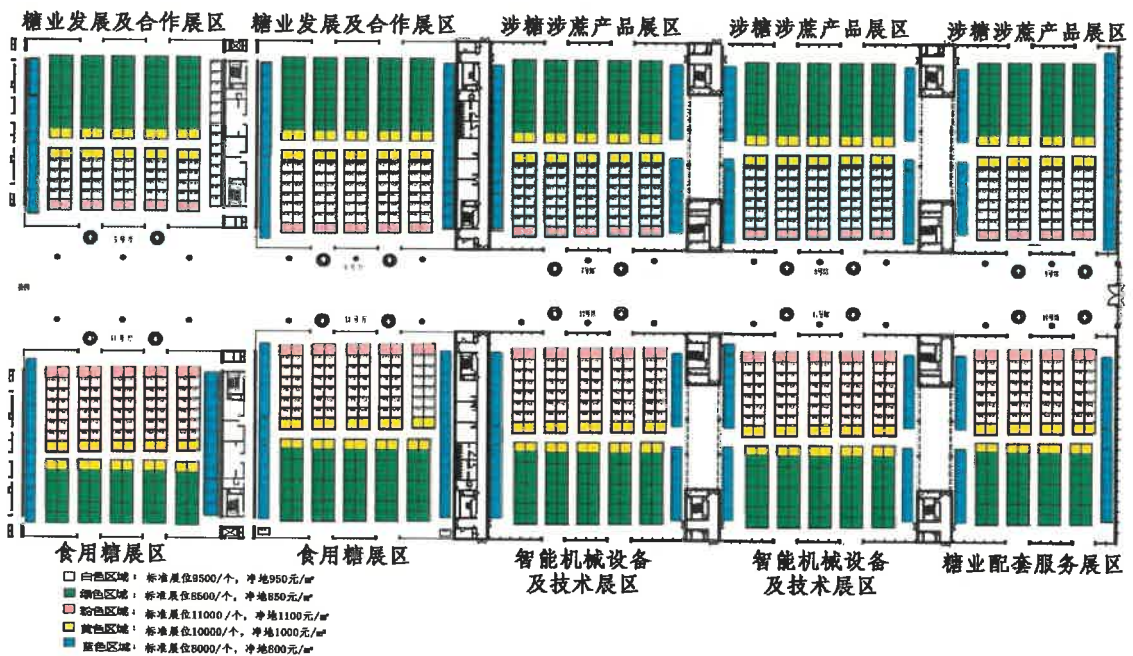 糖业发展及合作展区
糖业发展及合作展区
涉糖涉蔗产品展区
涉糖涉蔗产品展区
涉糖涉蔗产品展区
食用糖展区
食用糖展区
智能机械设备
及技术展区
智能机械设备
及技术展区
糖业配套服务展区
白色区域：标准展位9500/个，净地950元/㎡
绿色区域：标准展位8500/个，净地850元/㎡
粉色区域：标准展位11000/个，净地1100元/㎡
黄色区域：标准展位10000/个，净地1000元/㎡
蓝色区域：标准展位8000/个，净地800元/㎡